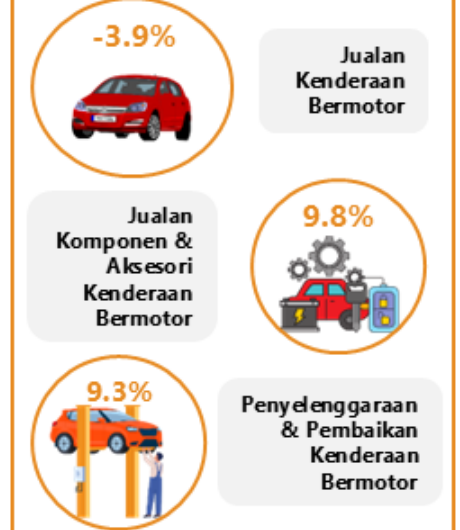 -3.9%
Jualan
Kenderaan
Bermotor
Jualan
Komponen &
Aksesori
Kenderaan
Bermotor
9.8%
9.3%
Penyelenggaraan
& Pembaikan
Kenderaan
Bermotor